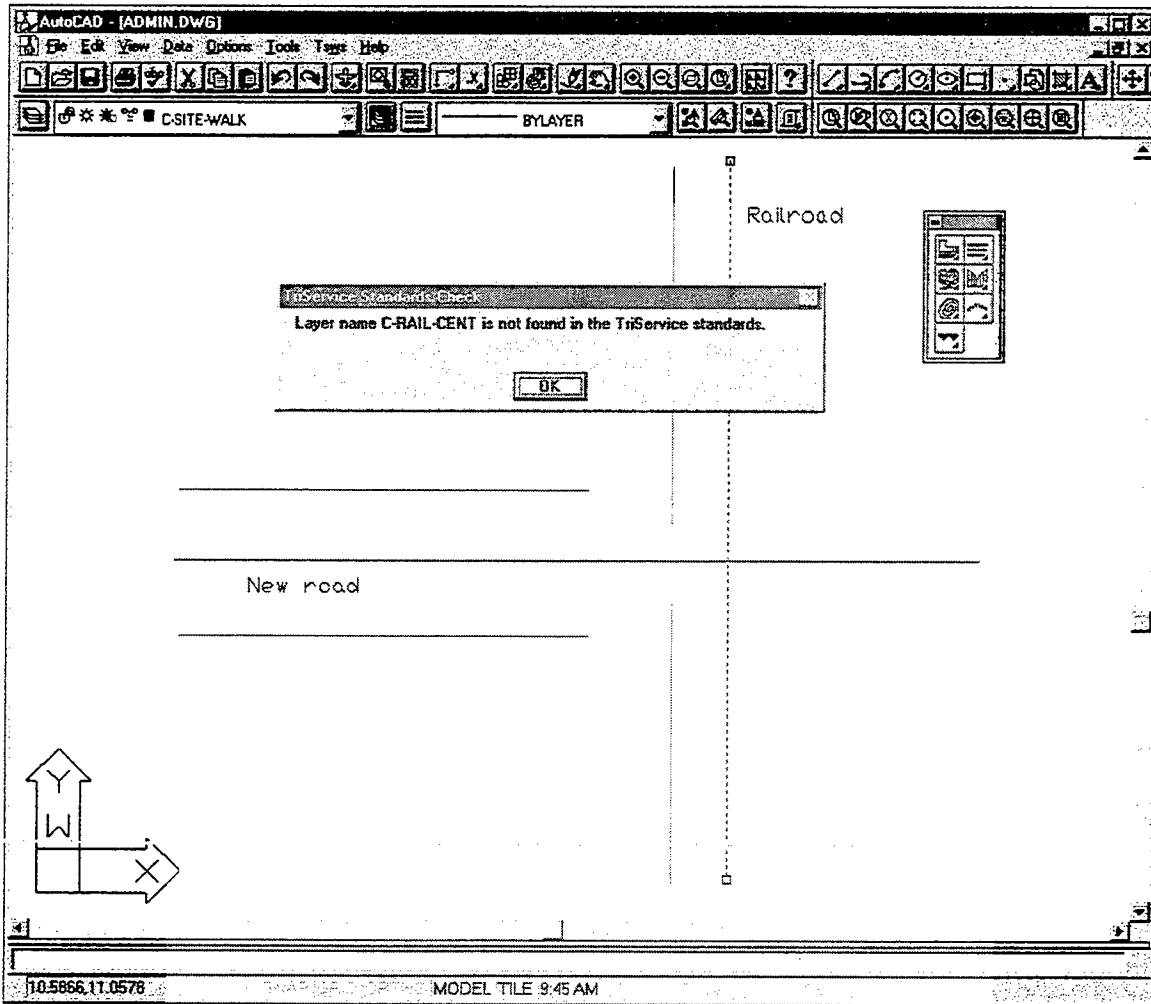 AutoCAD - [ADMIN.DWG]
File Edit View Data Options Tools Tsws Help
C-SITE-WALK
BYLAYER
Railroad
TriService Standards Check
Layer name C-RAIL-CENT is not found in the TriService standards.
OK
New road
Y
W
X
10.5866,11.0578 MODEL TILE 9:45 AM